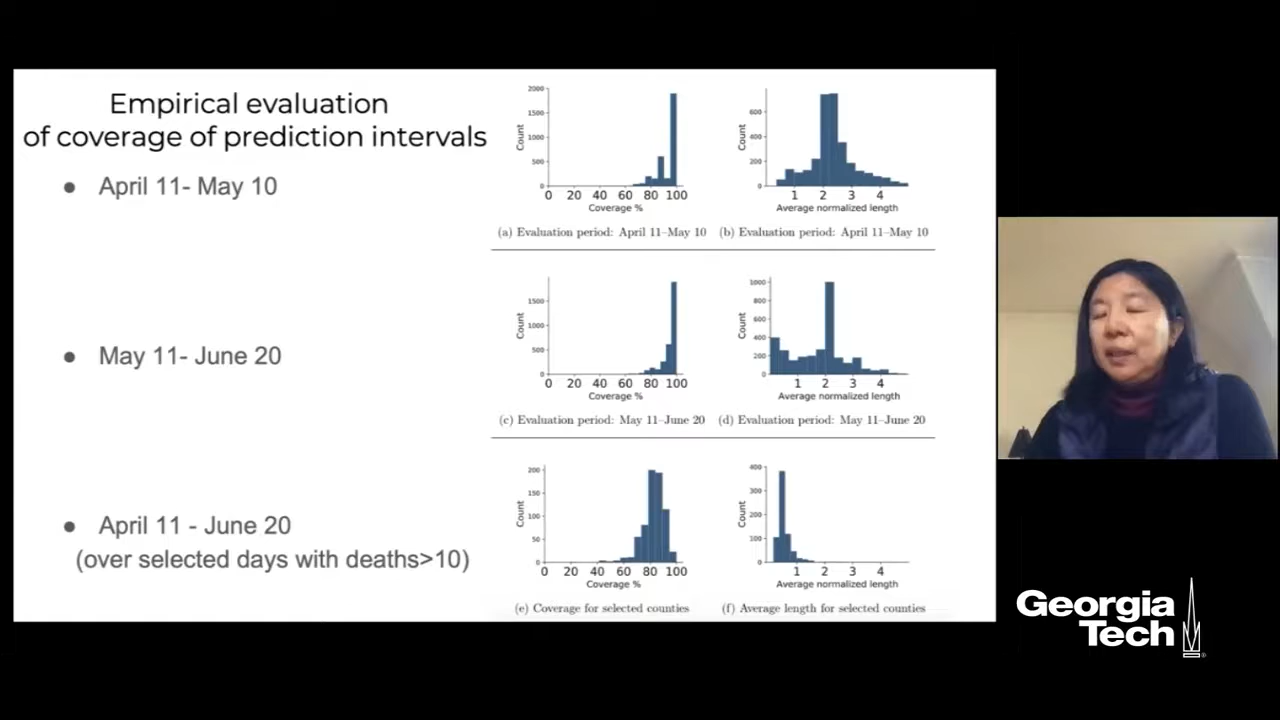 Empirical evaluation
of coverage of prediction intervals
● April 11- May 10
● May 11- June 20
● April 11 - June 20
(over selected days with deaths>10)
2000
1500
1000
500
0
Count
0 20 40 60 80 100
Coverage %
(a) Evaluation period: April 11–May 10
600
400
200
0
Count
1 2 3 4
Average normalized length
(b) Evaluation period: April 11–May 10
1500
1000
500
0
Count
0 20 40 60 80 100
Coverage %
(c) Evaluation period: May 11–June 20
1000
800
600
400
200
0
Count
1 2 3 4
Average normalized length
(d) Evaluation period: May 11–June 20
200
150
100
50
0
Count
0 20 40 60 80 100
Coverage %
(e) Coverage for selected counties
400
300
200
100
0
Count
1 2 3 4
Average normalized length
(f) Average length for selected counties
Georgia
Tech